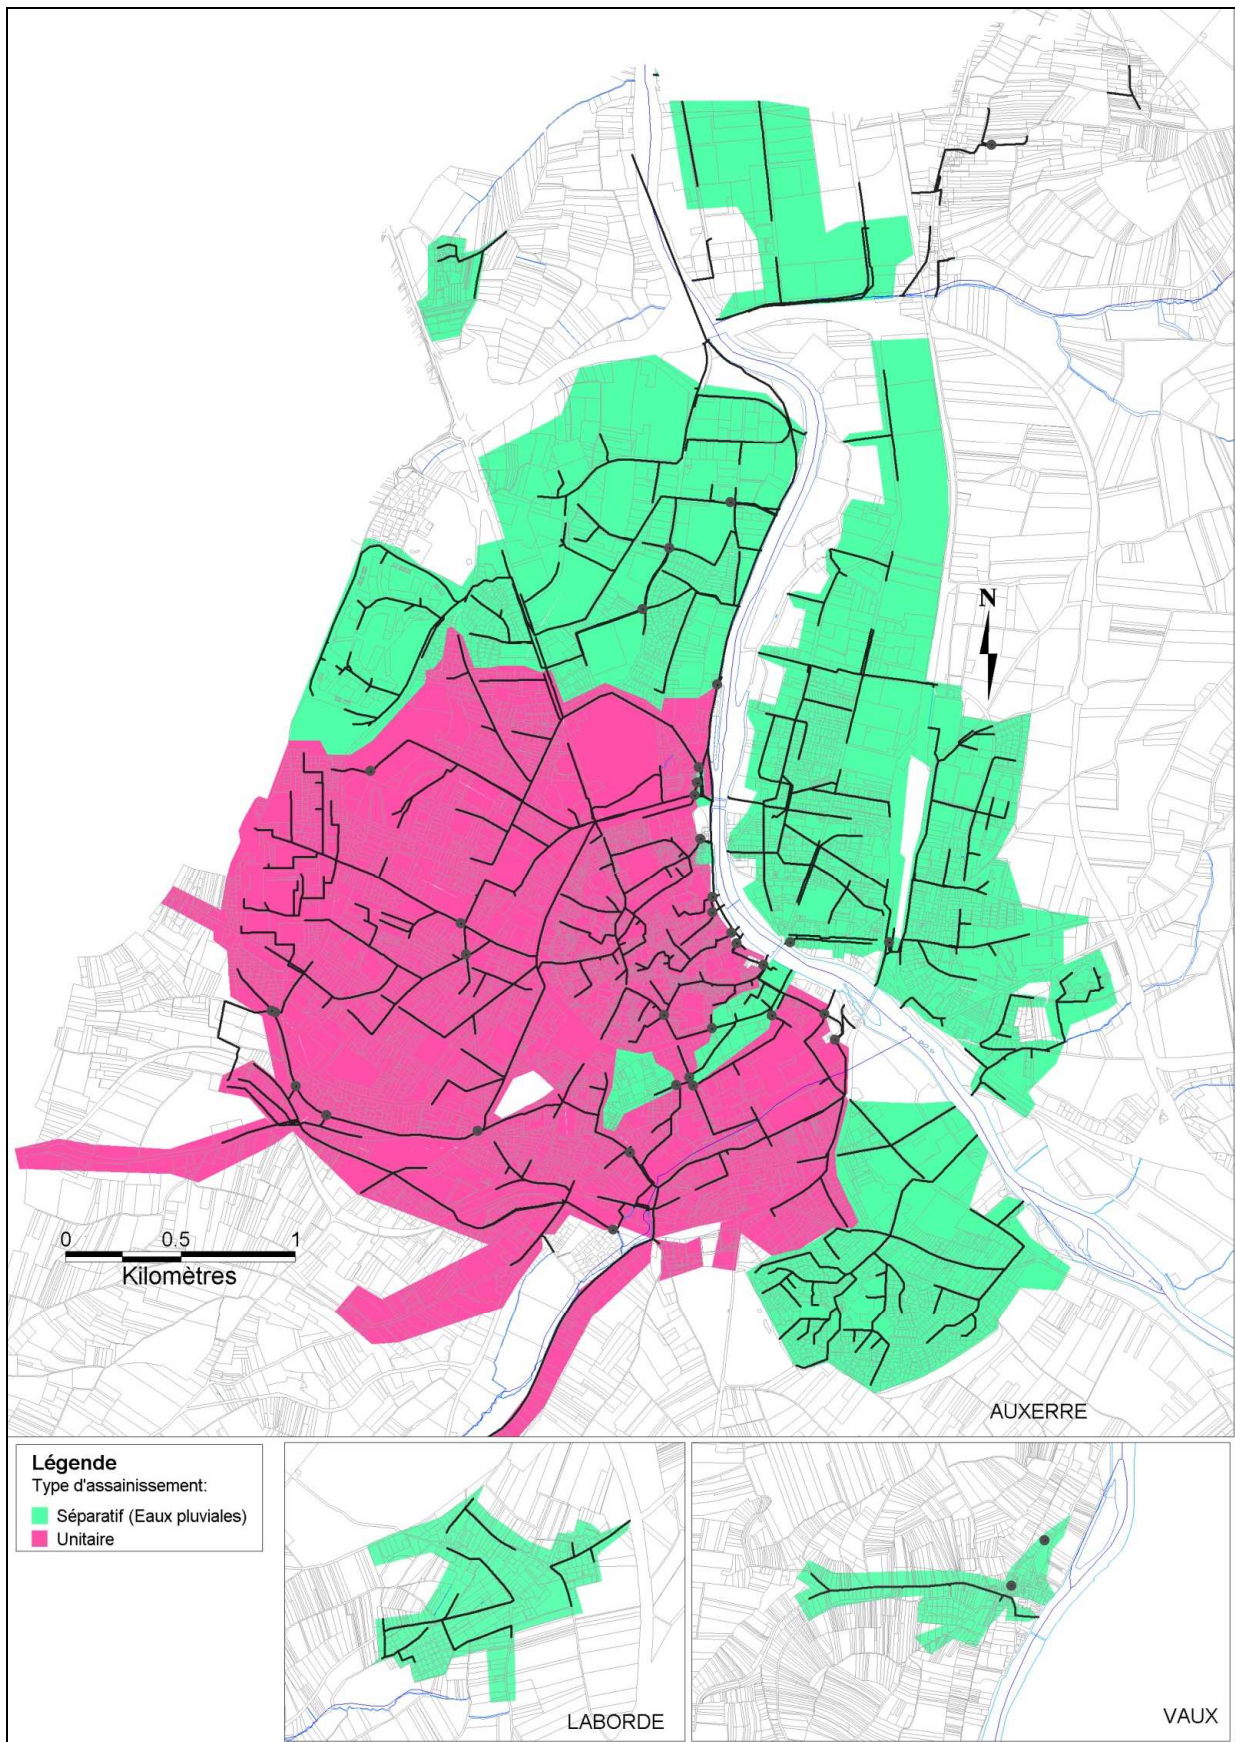 N
0 0.5 1
Kilomètres
AUXERRE
Légende
Type d'assainissement:
Séparatif (Eaux pluviales)
Unitaire
LABORDE
VAUX